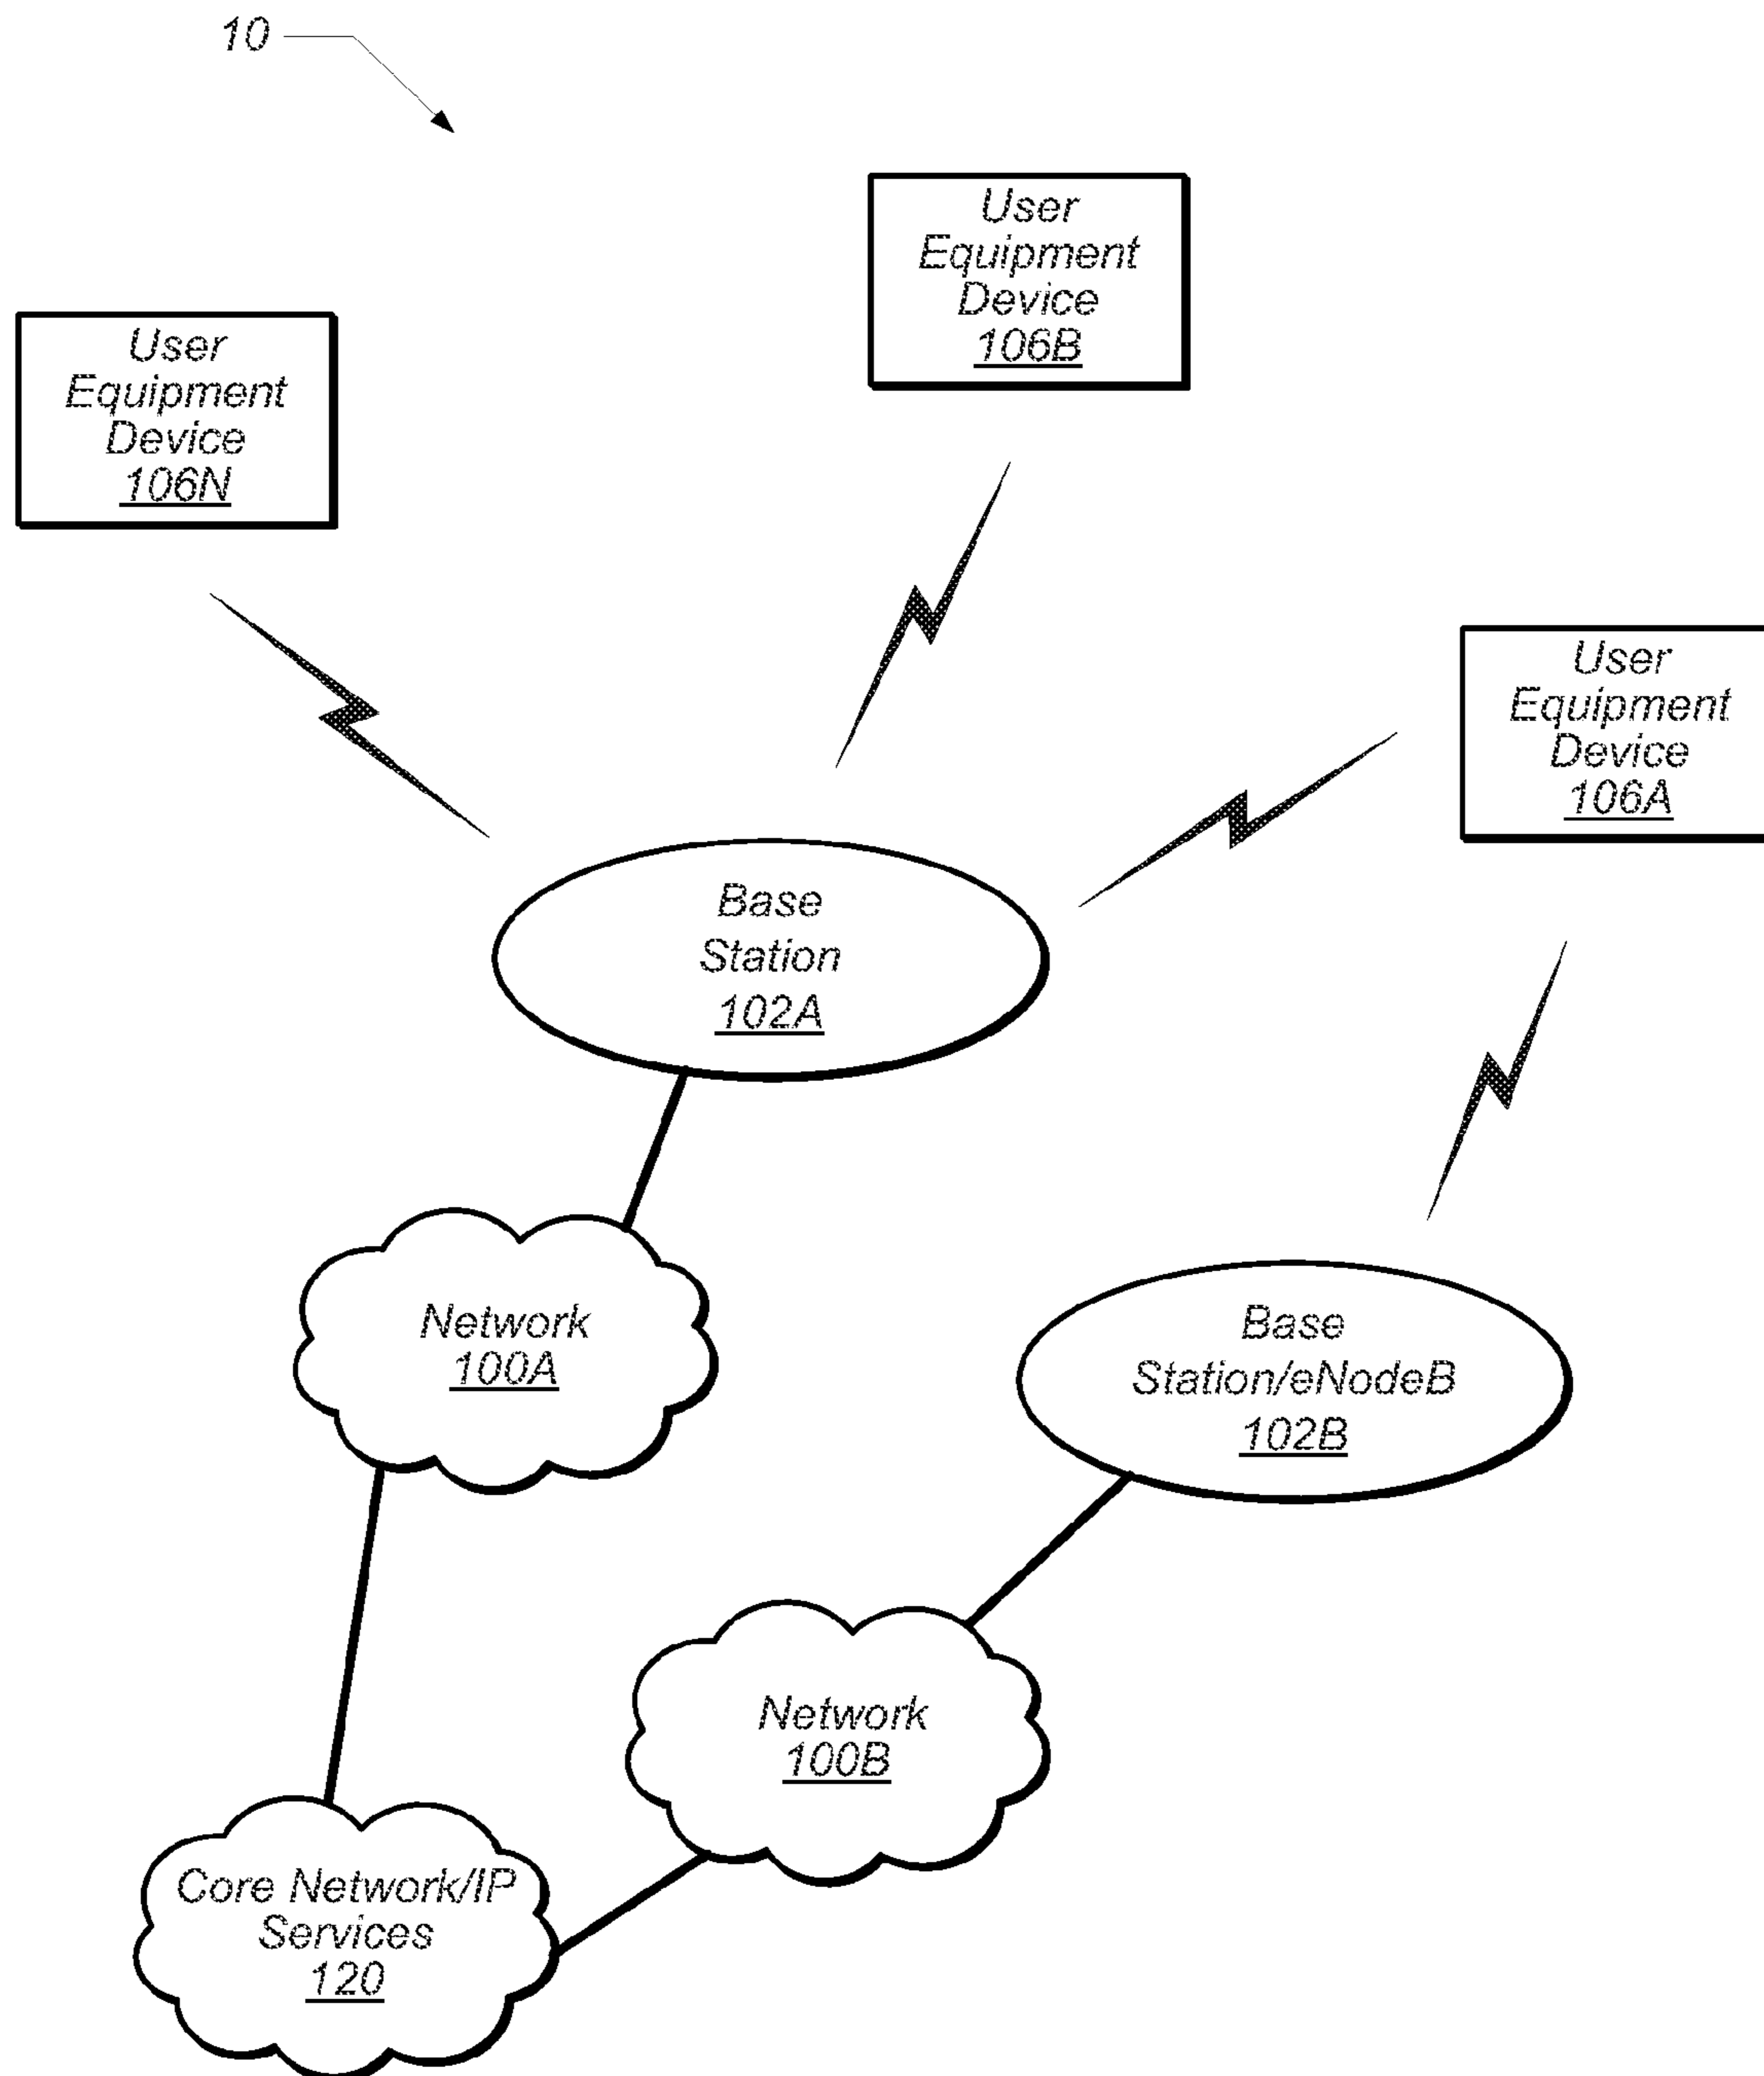 10
User
Equipment
Device
106B
User
Equipment
Device
106N
User
Equipment
Device
106A
Base
Station
102A
Network
100A
Base
Station/eNodeB
102B
Network
100B
Core Network/IP
Services
120